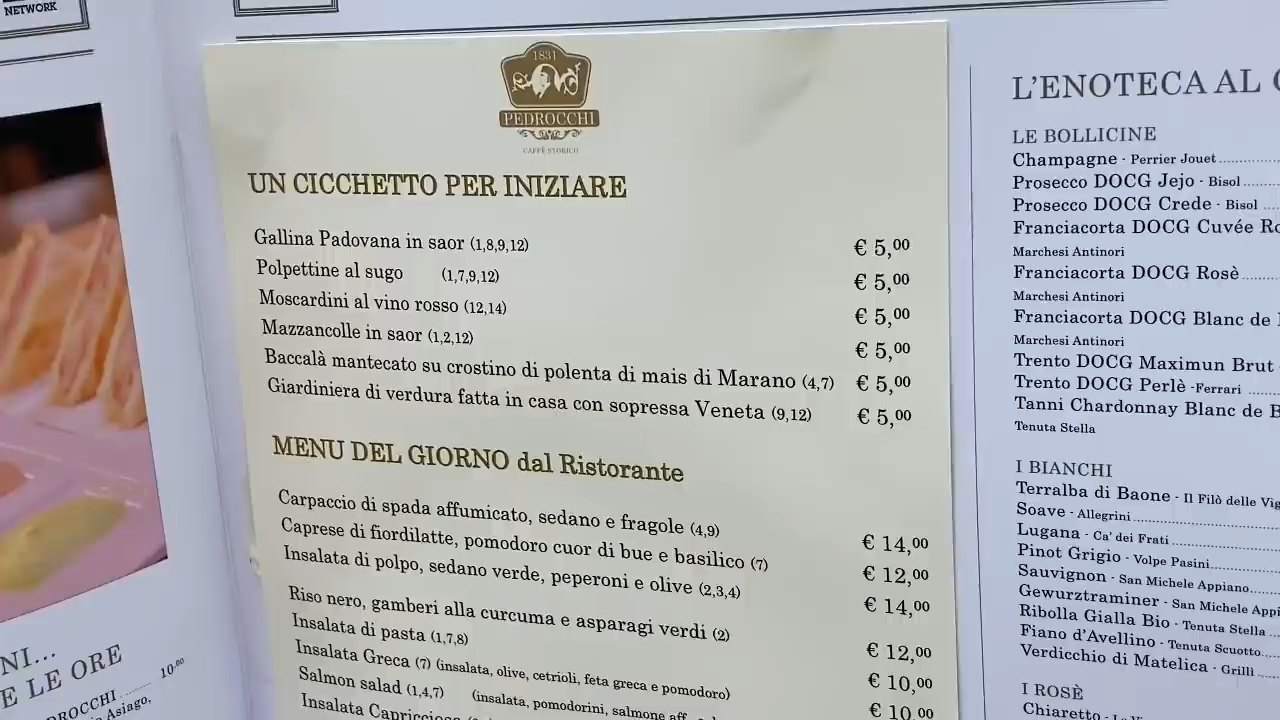 NETWORK
NI...
E LE ORE
10,00
Asiago,
1831
PEDROCCHI
CAFFÈ STORICO
UN CICCHETTO PER INIZIARE
Gallina Padovana in saor (1,8,9,12) € 5,00
Polpettine al sugo (1,7,9,12) € 5,00
Moscardini al vino rosso (12,14) € 5,00
Mazzancolle in saor (1,2,12) € 5,00
Baccalà mantecato su crostino di polenta di mais di Marano (4,7) € 5,00
Giardiniera di verdura fatta in casa con sopressa Veneta (9,12) € 5,00
MENU DEL GIORNO dal Ristorante
Carpaccio di spada affumicato, sedano e fragole (4,9) € 14,00
Caprese di fiordilatte, pomodoro cuor di bue e basilico (7) € 12,00
Insalata di polpo, sedano verde, peperoni e olive (2,3,4) € 14,00
Riso nero, gamberi alla curcuma e asparagi verdi (2) € 12,00
Insalata di pasta (1,7,8) € 10,00
Insalata Greca (7) (insalata, olive, cetrioli, feta greca e pomodoro) € 10,00
Salmon salad (1,4,7) (insalata, pomodorini, salmone
Insalata
L'ENOTECA AL
LE BOLLICINE
Champagne · Perrier Jouet
Prosecco DOCG Jejo · Bisol
Prosecco DOCG Crede · Bisol
Franciacorta DOCG Cuvée
Marchesi Antinori
Franciacorta DOCG Rosè
Marchesi Antinori
Franciacorta DOCG Blanc de
Marchesi Antinori
Trento DOCG Maximun Brut
Trento DOCG Perlè -Ferrari
Tanni Chardonnay Blanc de
Tenuta Stella
I BIANCHI
Terralba di Baone · Il Filò delle
Soave · Allegrini
Lugana · Ca' dei Frati
Pinot Grigio · Volpe Pasini
Sauvignon · San Michele Appiano
Gewurztraminer · San Michele
Ribolla Gialla Bio · Tenuta Stella
Fiano d'Avellino · Tenuta Scuotto
Verdicchio di Matelica · Grilli
I ROSÈ
Chiaretto